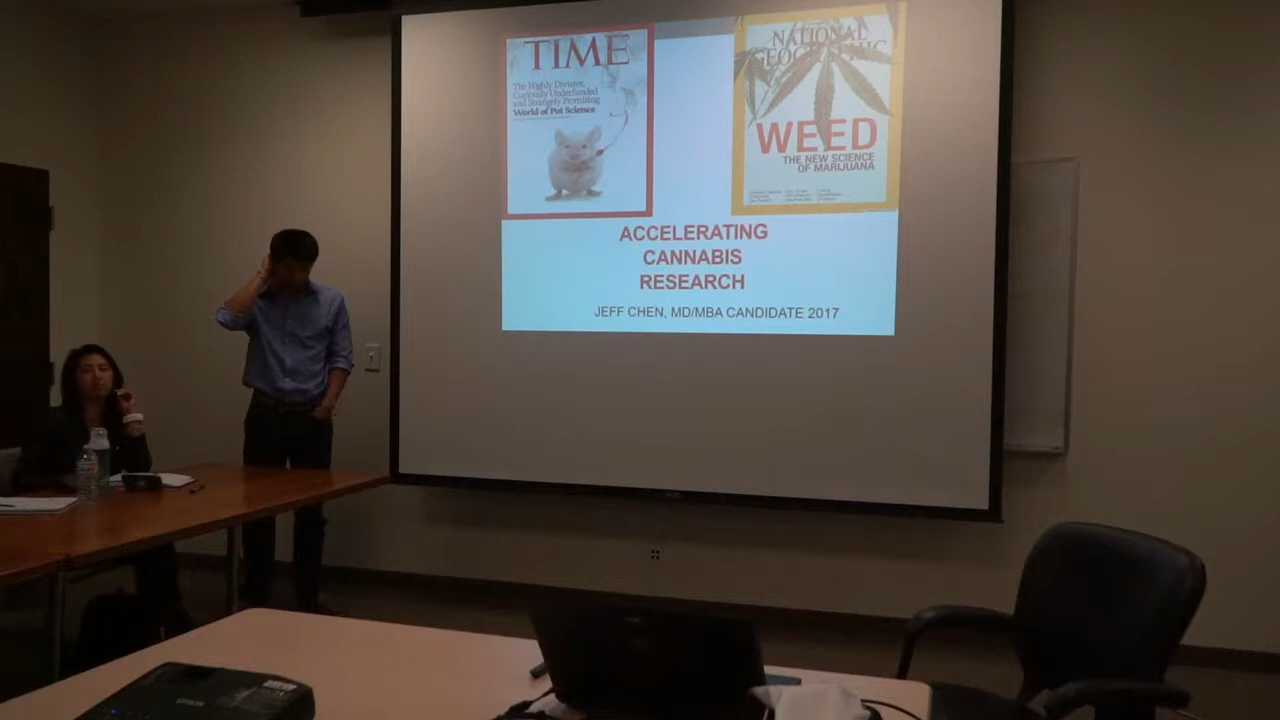 TIME
The Highly Divisive,
Curiously Underfunded
and Strangely Promising
World of Pot Science
NATIONAL
GEOGRAPHIC
WEED
THE NEW SCIENCE
OF MARIJUANA
ACCELERATING
CANNABIS
RESEARCH
JEFF CHEN, MD/MBA CANDIDATE 2017
EPSON